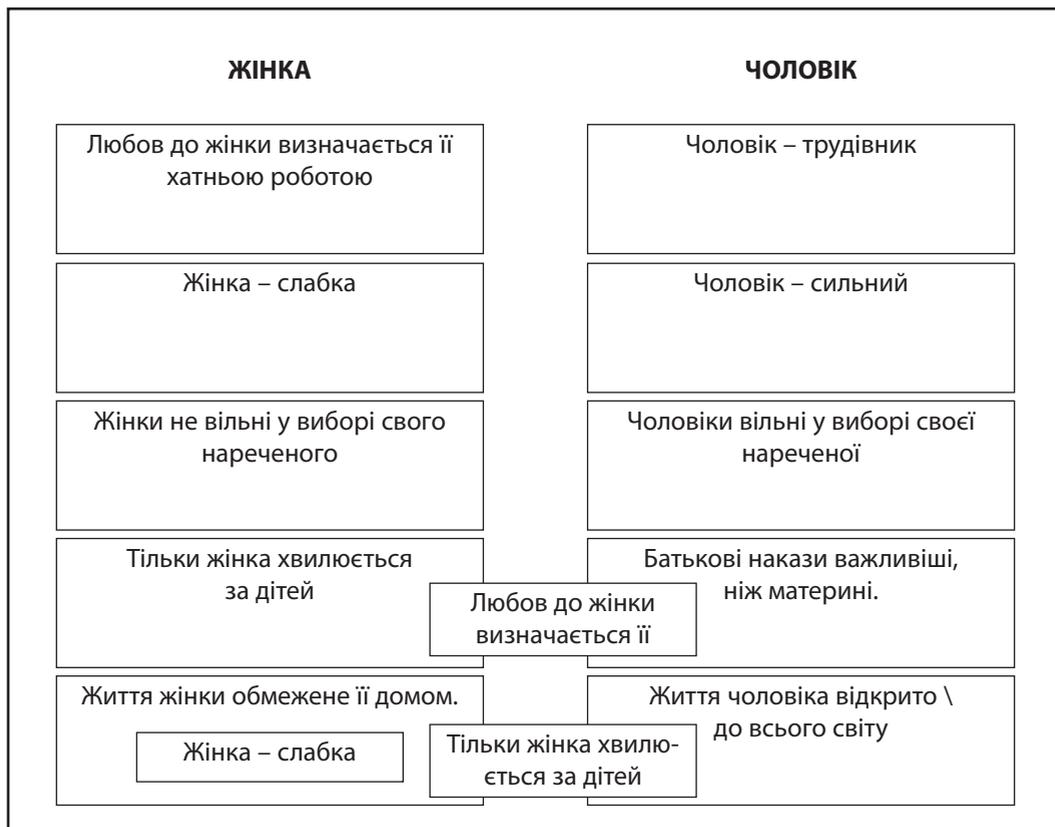 ЖІНКА
ЧОЛОВІК
Любов до жінки визначається її
хатньою роботою
Чоловік – трудівник
Жінка – слабка
Чоловік – сильний
Жінки не вільні у виборі свого
нареченого
Чоловіки вільні у виборі своєї
нареченої
Тільки жінка хвилюється
за дітей
Батькові накази важливіші,
ніж материні.
Любов до жінки
визначається її
Життя жінки обмежене її домом.
Життя чоловіка відкрито \
до всього світу
Жінка – слабка
Тільки жінка хвилю-
ється за дітей